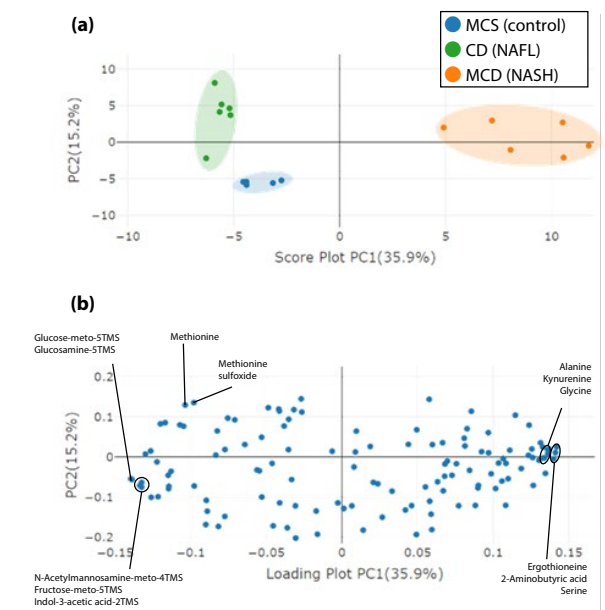 (a)
MCS (control)
CD (NAFL)
MCD (NASH)
10
5
0
−5
−10
PC2(15.2%)
−10
−5
0
5
10
Score Plot PC1(35.9%)
(b)
Glucose-meto-5TMS
Glucosamine-5TMS
Methionine
Methionine
sulfoxide
Alanine
Kynurenine
Glycine
0.2
0.1
0
−0.1
−0.2
PC2(15.2%)
−0.15
−0.1
−0.05
0
0.05
0.1
0.15
Loading Plot PC1(35.9%)
N-Acetylmannosamine-meto-4TMS
Fructose-meto-5TMS
Indol-3-acetic acid-2TMS
Ergothioneine
2-Aminobutyric acid
Serine